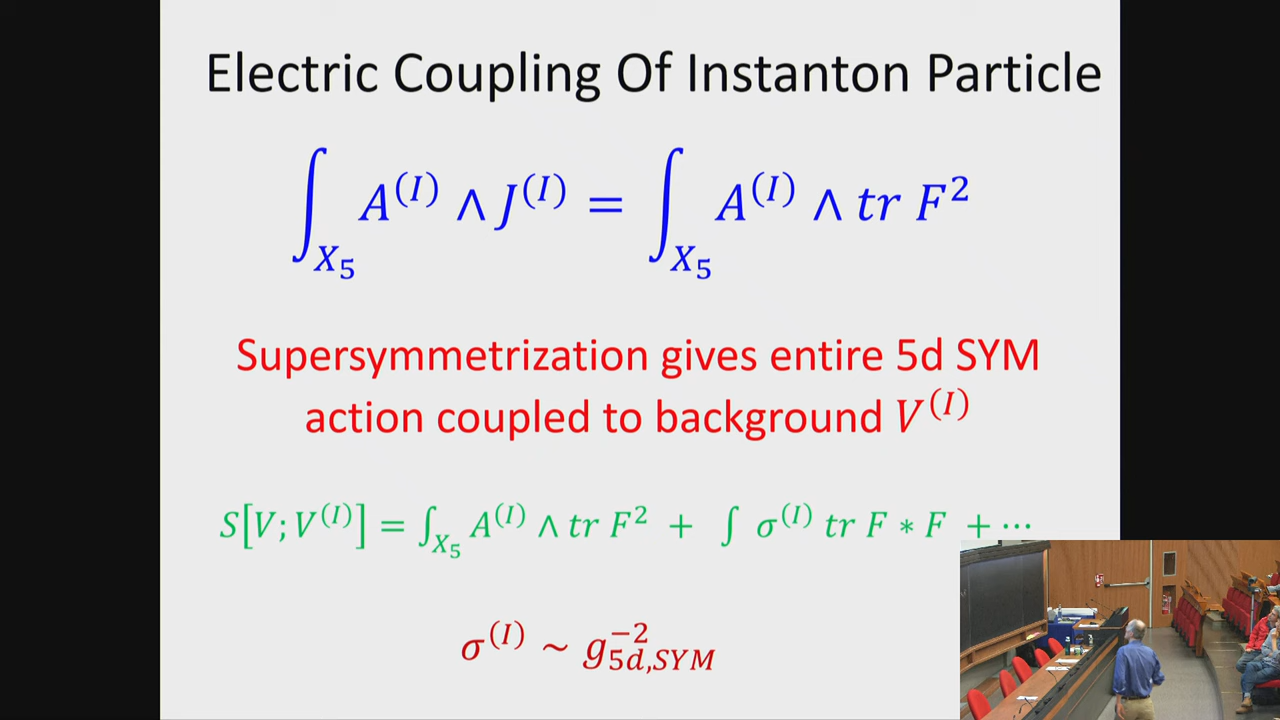 Electric Coupling Of Instanton Particle
∫_{X_5} A^{(I)} ∧ J^{(I)} = ∫_{X_5} A^{(I)} ∧ tr F^2
Supersymmetrization gives entire 5d SYM
action coupled to background V^{(I)}
S[V; V^{(I)}] = ∫_{X_5} A^{(I)} ∧ tr F^2 + ∫ σ^{(I)} tr F ∗ F + ⋯
σ^{(I)} ~ g^{-2}_{5d,SYM}